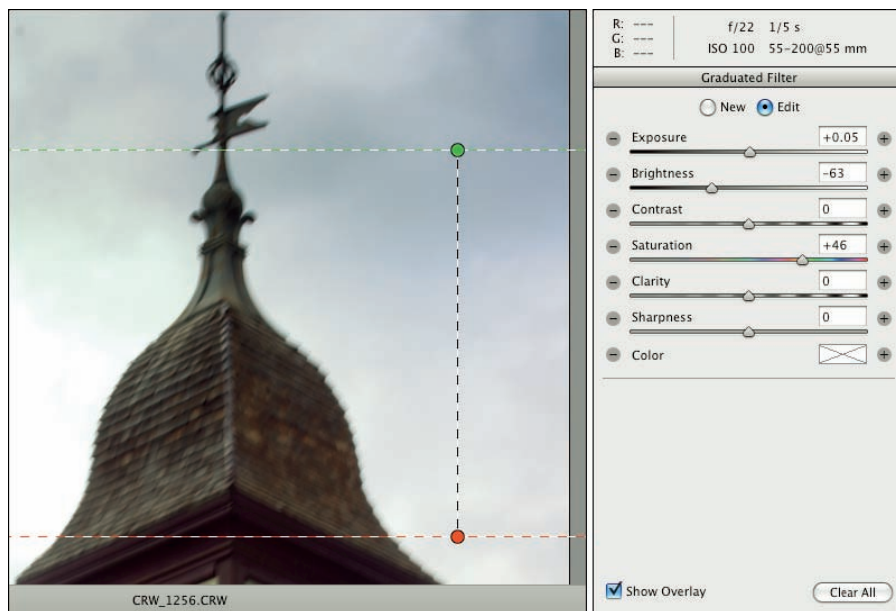 R: ---
G: ---
B: ---
f/22 1/5 s
ISO 100 55-200@55 mm
Graduated Filter
New Edit
Exposure +0.05
Brightness -63
Contrast 0
Saturation +46
Clarity 0
Sharpness 0
Color
Show Overlay
Clear All
CRW_1256.CRW